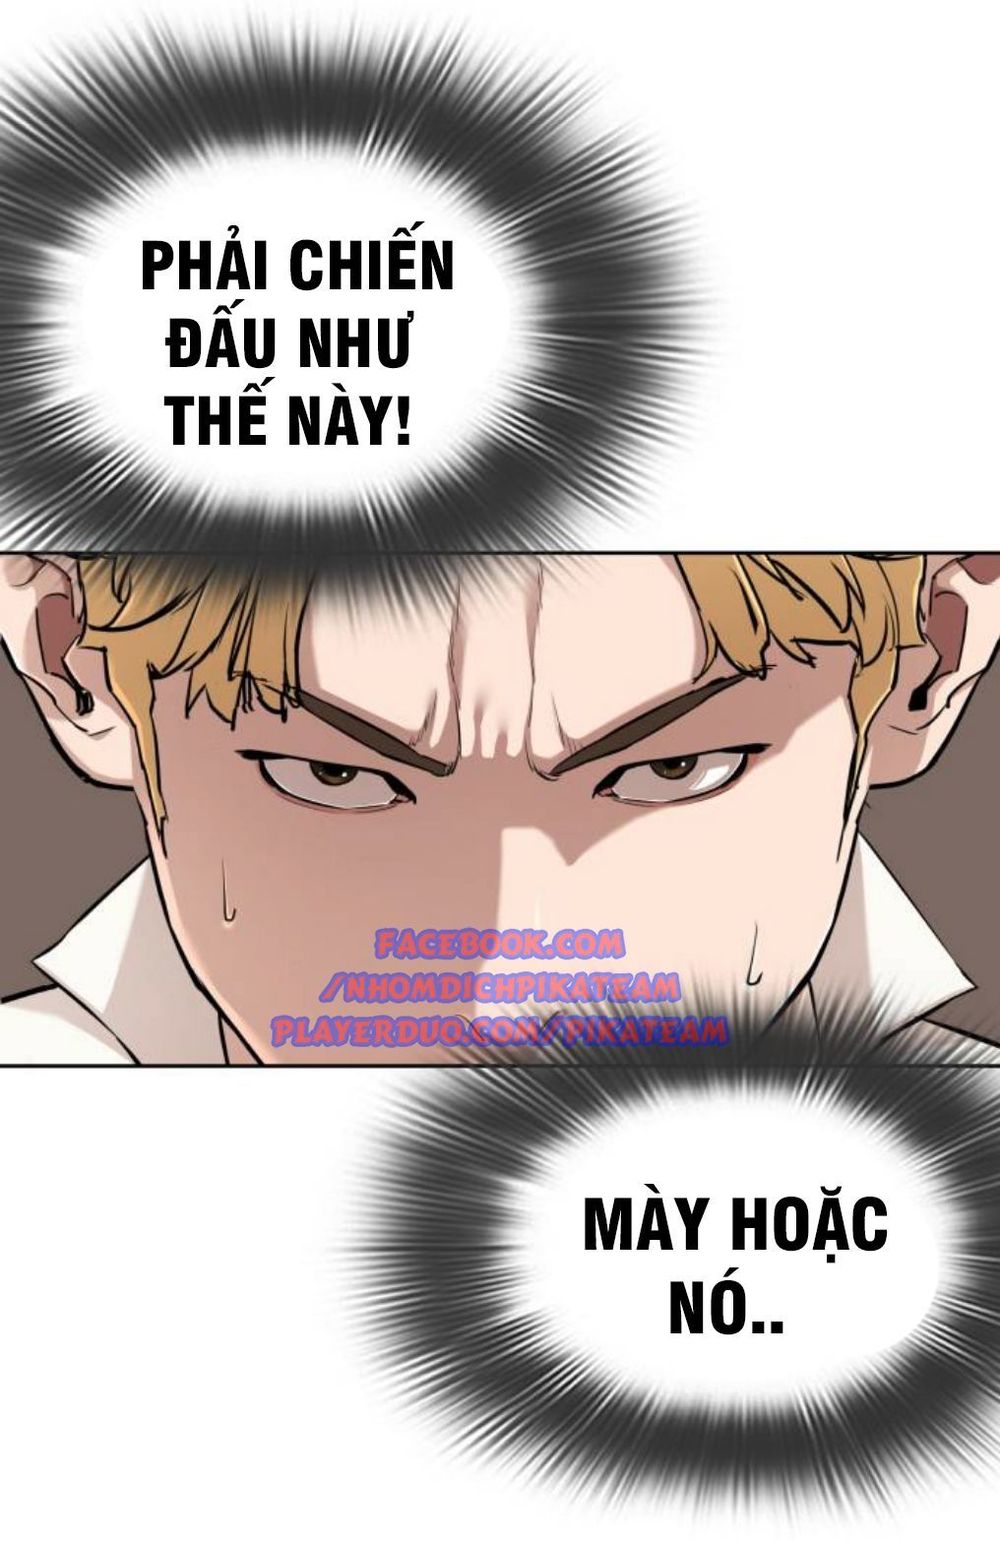 PHẢI CHIẾN
ĐẤU NHƯ
THẾ NÀY!
FACEBOOK.COM
/NHOMDICHPIKATEAM
PLAYERDUO.COM/PIKATEAM
MÀY HOẶC
NÓ..